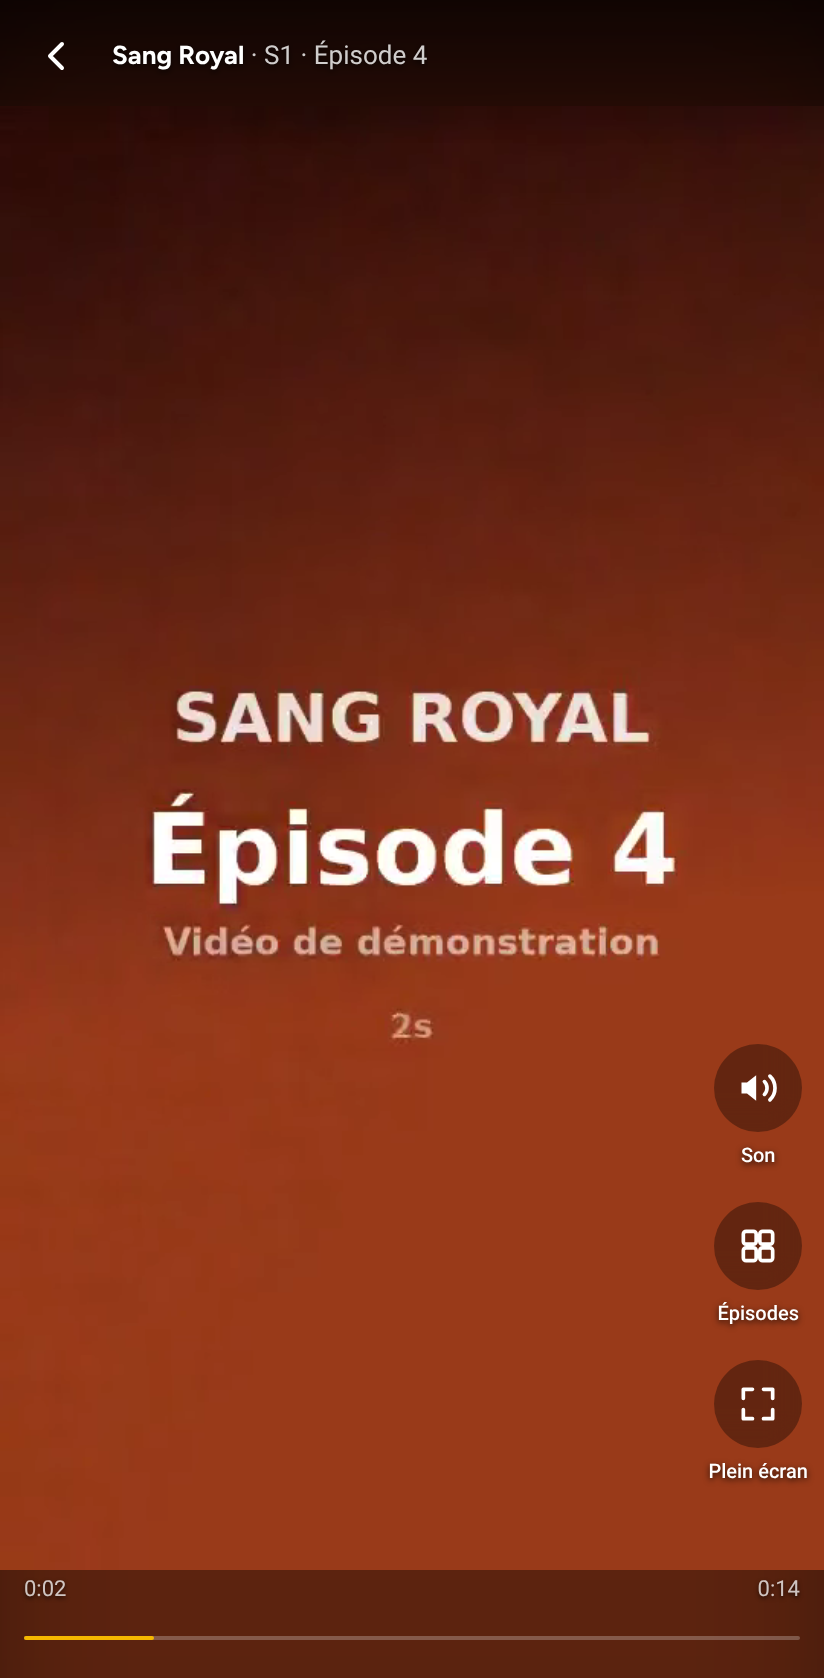 Sang Royal · S1 · Épisode 4
SANG ROYAL
Épisode 4
Vidéo de démonstration
2s
Son
Épisodes
Plein écran
0:02
0:14